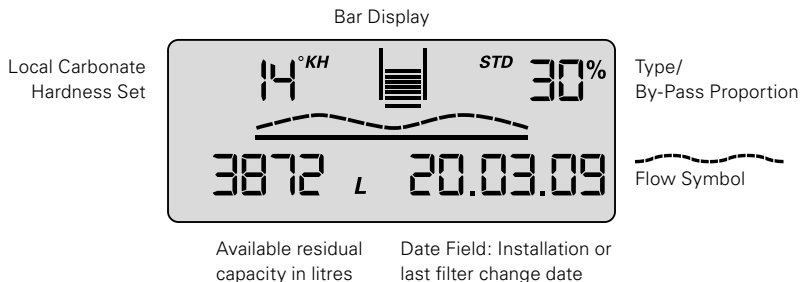 Bar Display
Local Carbonate
Hardness Set
14 °KH
STD 30%
Type/
By-Pass Proportion
3872 L 20.03.09
Flow Symbol
Available residual
capacity in litres
Date Field: Installation or
last filter change date